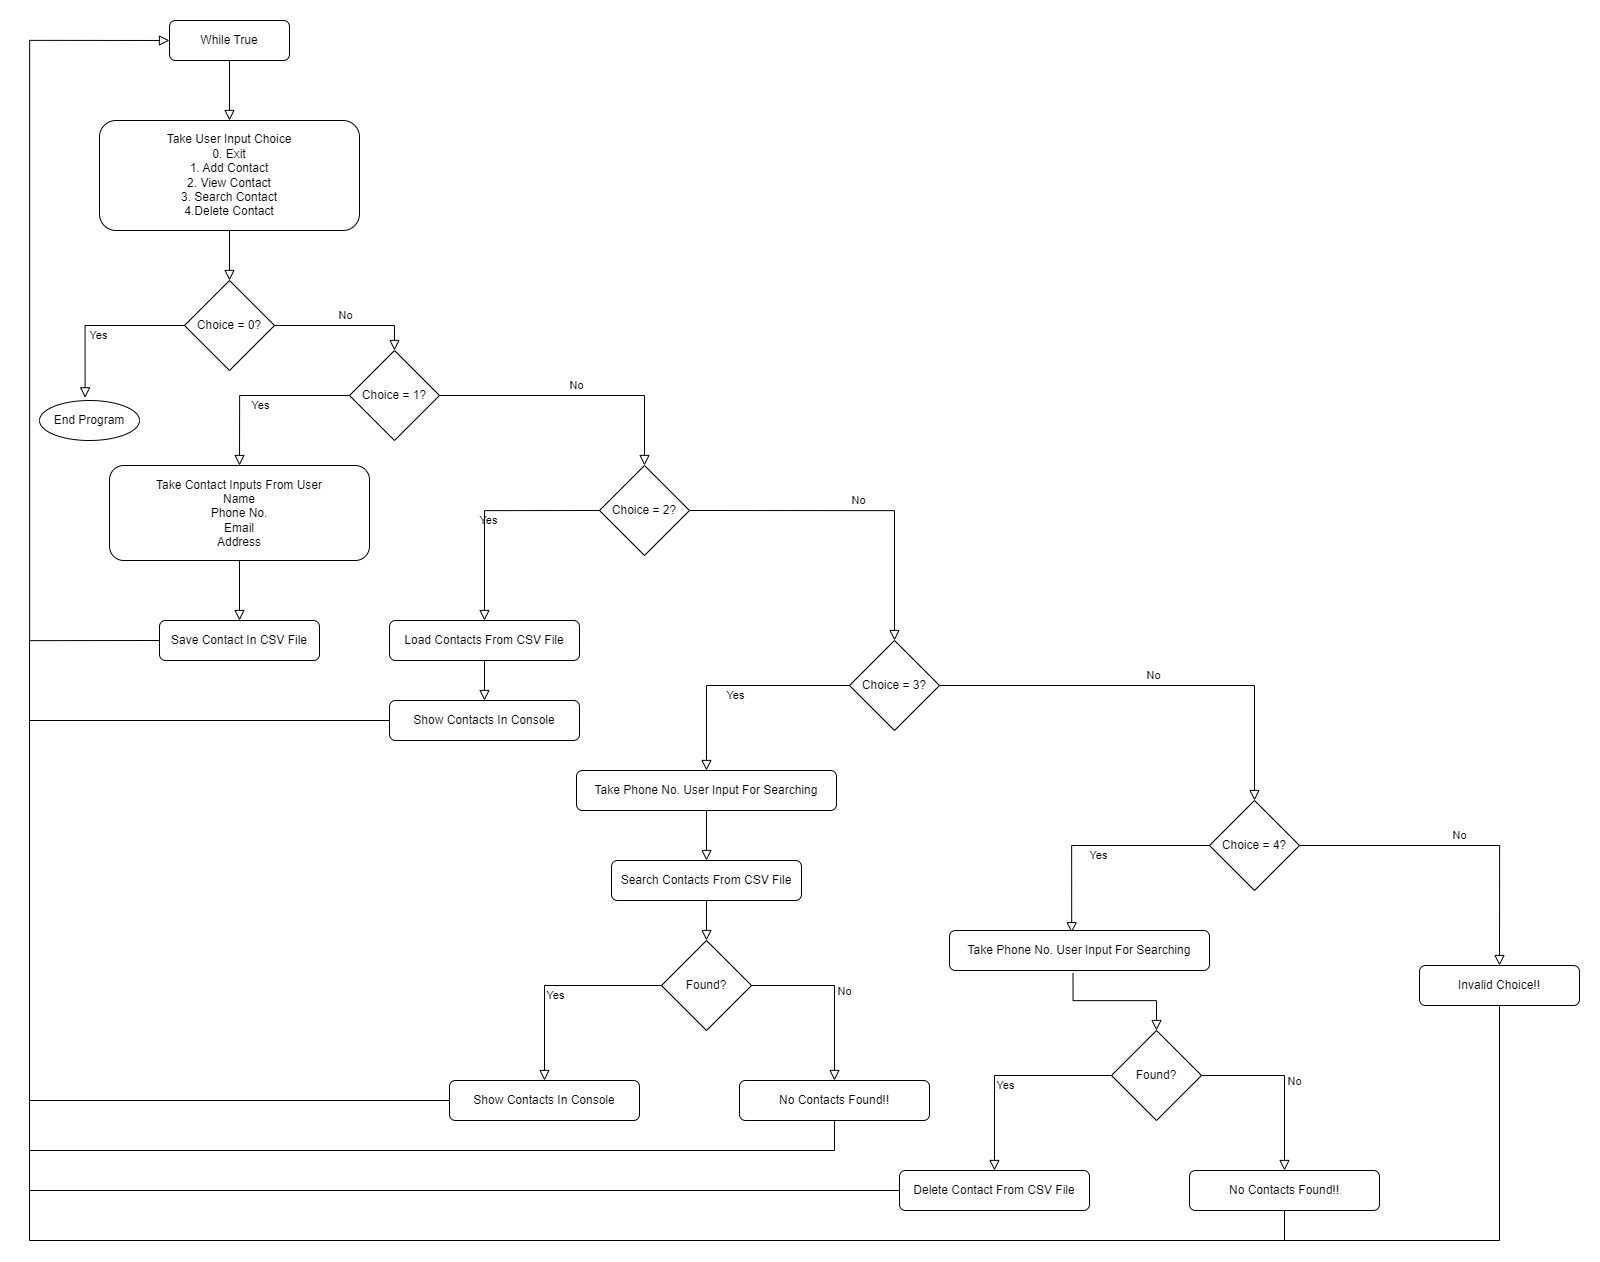 While True
Take User Input Choice
0. Exit
1. Add Contact
2. View Contact
3. Search Contact
4.Delete Contact
Choice = 0?
No
Yes
Choice = 1?
No
Yes
End Program
Take Contact Inputs From User
Name
Phone No.
Email
Address
Choice = 2?
No
Yes
Save Contact In CSV File
Load Contacts From CSV File
Show Contacts In Console
Choice = 3?
No
Yes
Take Phone No. User Input For Searching
Search Contacts From CSV File
Choice = 4?
No
Yes
Take Phone No. User Input For Searching
Invalid Choice!!
Found?
Yes
No
Show Contacts In Console
No Contacts Found!!
Found?
Yes
No
Delete Contact From CSV File
No Contacts Found!!